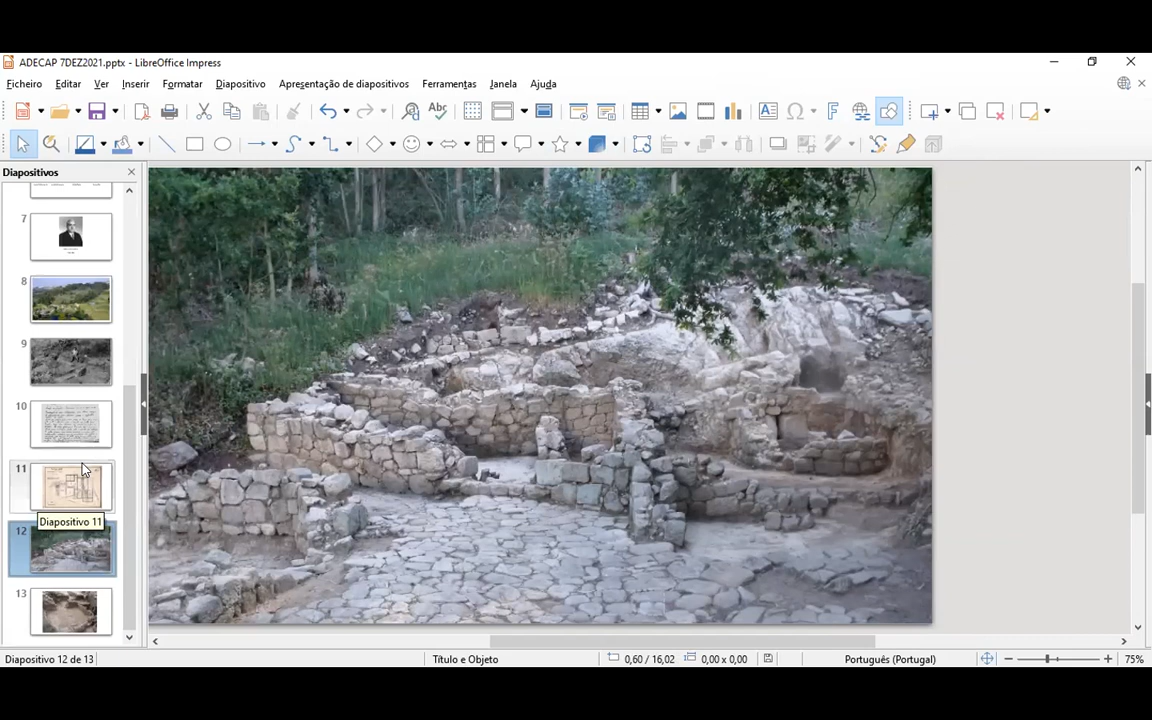 ADECAP 7DEZ2021.pptx - LibreOffice Impress
Ficheiro Editar Ver Inserir Formatar Diapositivo Apresentação de diapositivos Ferramentas Janela Ajuda
Diapositivos
7
8
9
10
11
Diapositivo 11
12
13
Diapositivo 12 de 13 Título e Objeto 0,60 / 16,02 0,00 x 0,00 Português (Portugal) 75%